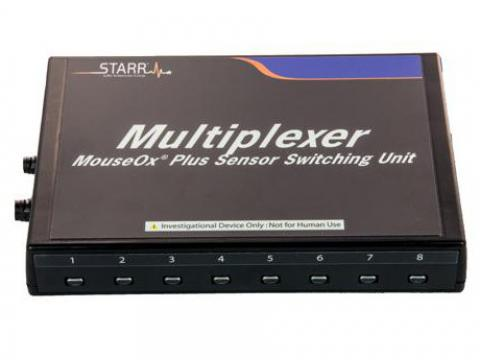 STARR
Multiplexer
MouseOx® Plus Sensor Switching Unit
Investigational Device Only : Not for Human Use
1 2 3 4 5 6 7 8